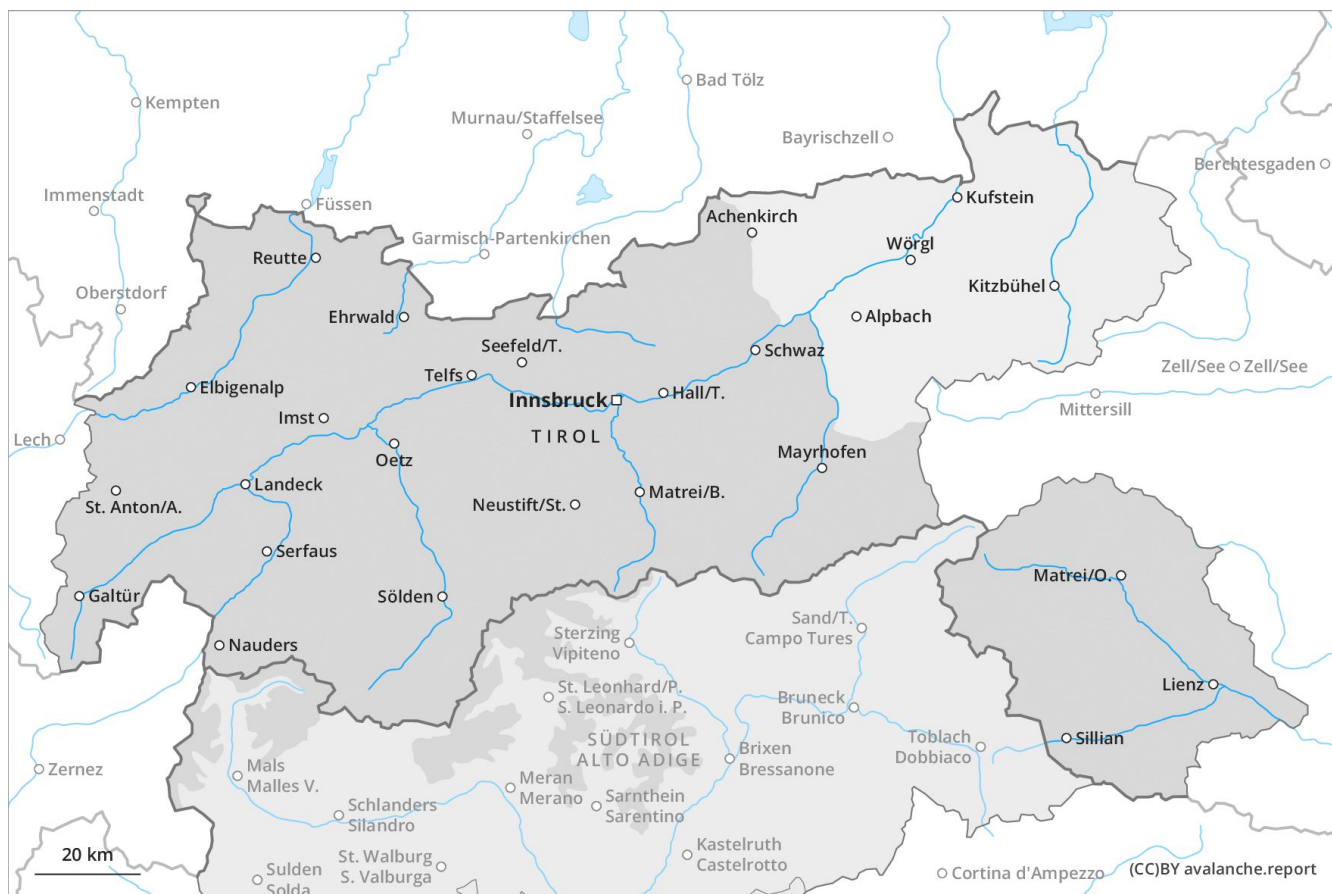 Kempten
Bad Tölz
Murnau/Staffelsee
Bayrischzell
Berchtesgaden
Immenstadt
Füssen
Kufstein
Achenkirch
Garmisch-Partenkirchen
Wörgl
Reutte
Kitzbühel
Oberstdorf
Ehrwald
Alpbach
Seefeld/T.
Schwaz
Zell/See
Zell/See
Telfs
Elbigenalp
Hall/T.
Innsbruck
Mittersill
Imst
TIROL
Lech
Oetz
Mayrhofen
Landeck
Matrei/B.
St. Anton/A.
Neustift/St.
Serfaus
Matrei/O.
Galtür
Sölden
Sand/T.
Campo Tures
Sterzing
Vipiteno
Nauders
Lienz
St. Leonhard/P.
S. Leonardo i. P.
Bruneck
Brunico
SÜDTIROL
ALTO ADIGE
Toblach
Dobbiaco
Sillian
Brixen
Bressanone
Zernez
Mals
Malles V.
Meran
Merano
Sarnthein
Sarentino
Schlanders
Silandro
Kastelruth
Castelrotto
20 km
St. Walburg
S. Valburga
Sulden
Solda
Cortina d'Ampezzo
(CC)BY avalanche.report